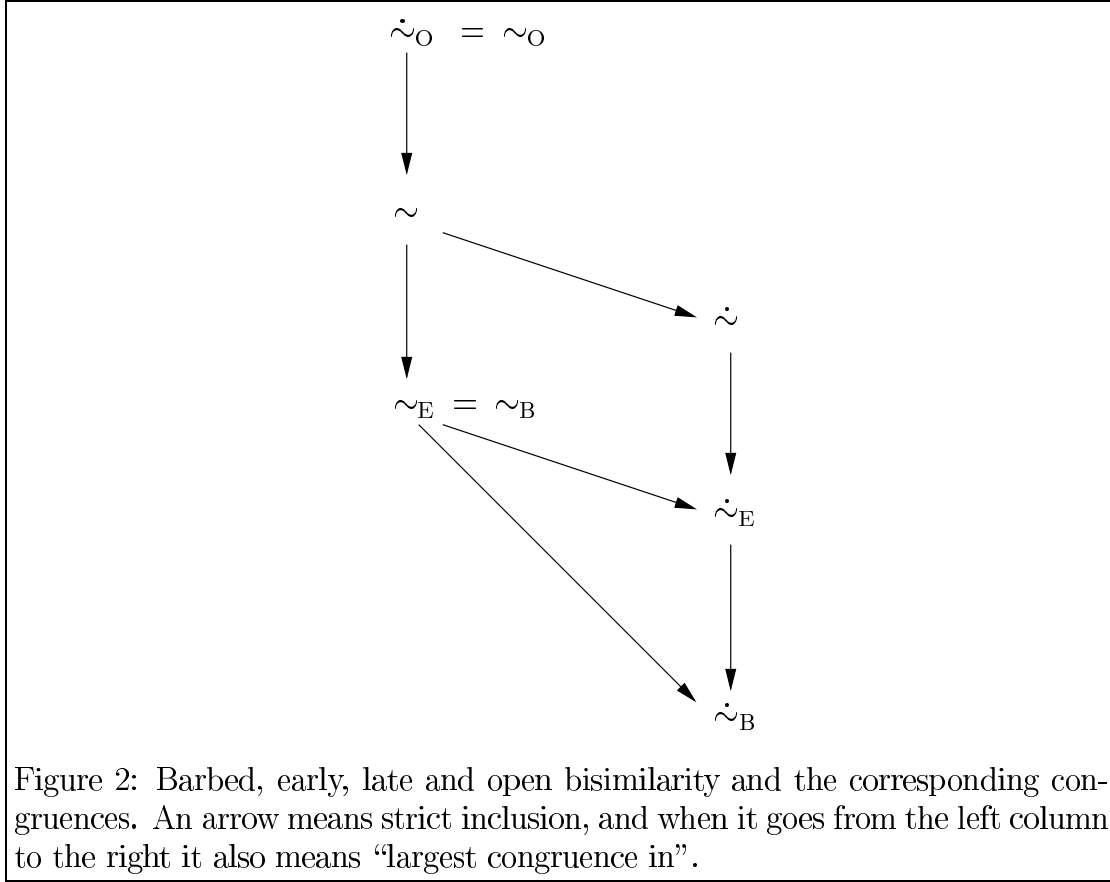 ∼̇O = ∼O
∼
∼̇
∼E = ∼B
∼̇E
∼̇B
Figure 2: Barbed, early, late and open bisimilarity and the corresponding con-
gruences. An arrow means strict inclusion, and when it goes from the left column
to the right it also means “largest congruence in”.